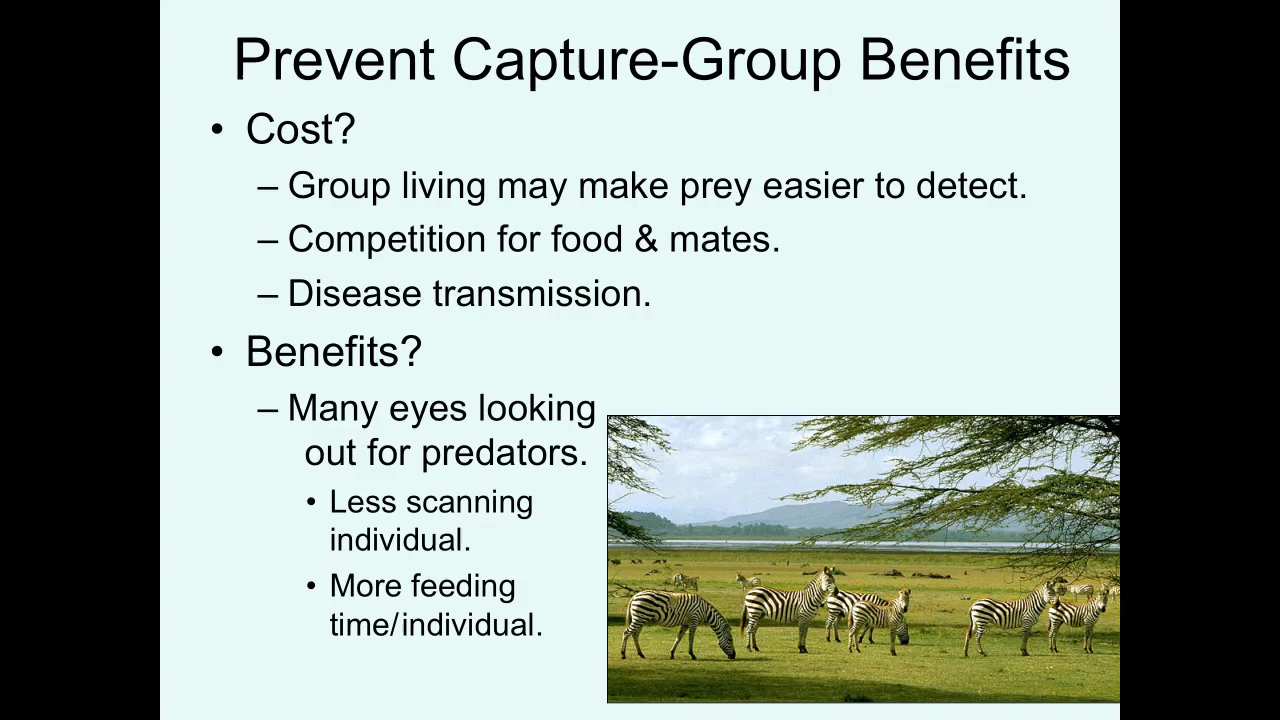 Prevent Capture-Group Benefits
• Cost?
– Group living may make prey easier to detect.
– Competition for food & mates.
– Disease transmission.
• Benefits?
– Many eyes looking
out for predators.
• Less scanning
individual.
• More feeding
time/individual.